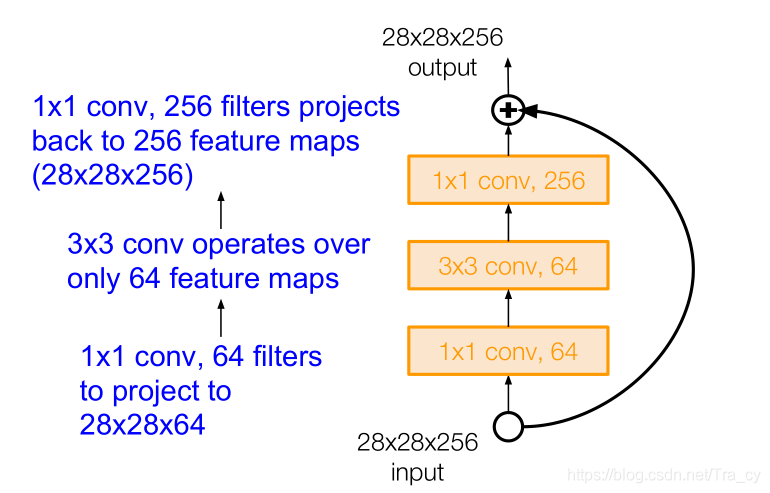 28x28x256
output
1x1 conv, 256 filters projects
back to 256 feature maps
(28x28x256)
3x3 conv operates over
only 64 feature maps
1x1 conv, 64 filters
to project to
28x28x64
1x1 conv, 256
3x3 conv, 64
1x1 conv, 64
28x28x256
input
https://blog.csdn.net/Tra_cy